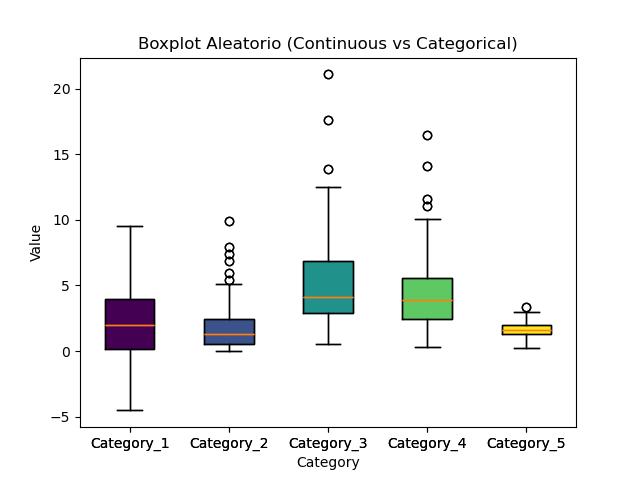 Boxplot Aleatorio (Continuous vs Categorical)
Value
20
15
10
5
0
−5
Category_1 Category_2 Category_3 Category_4 Category_5
Category